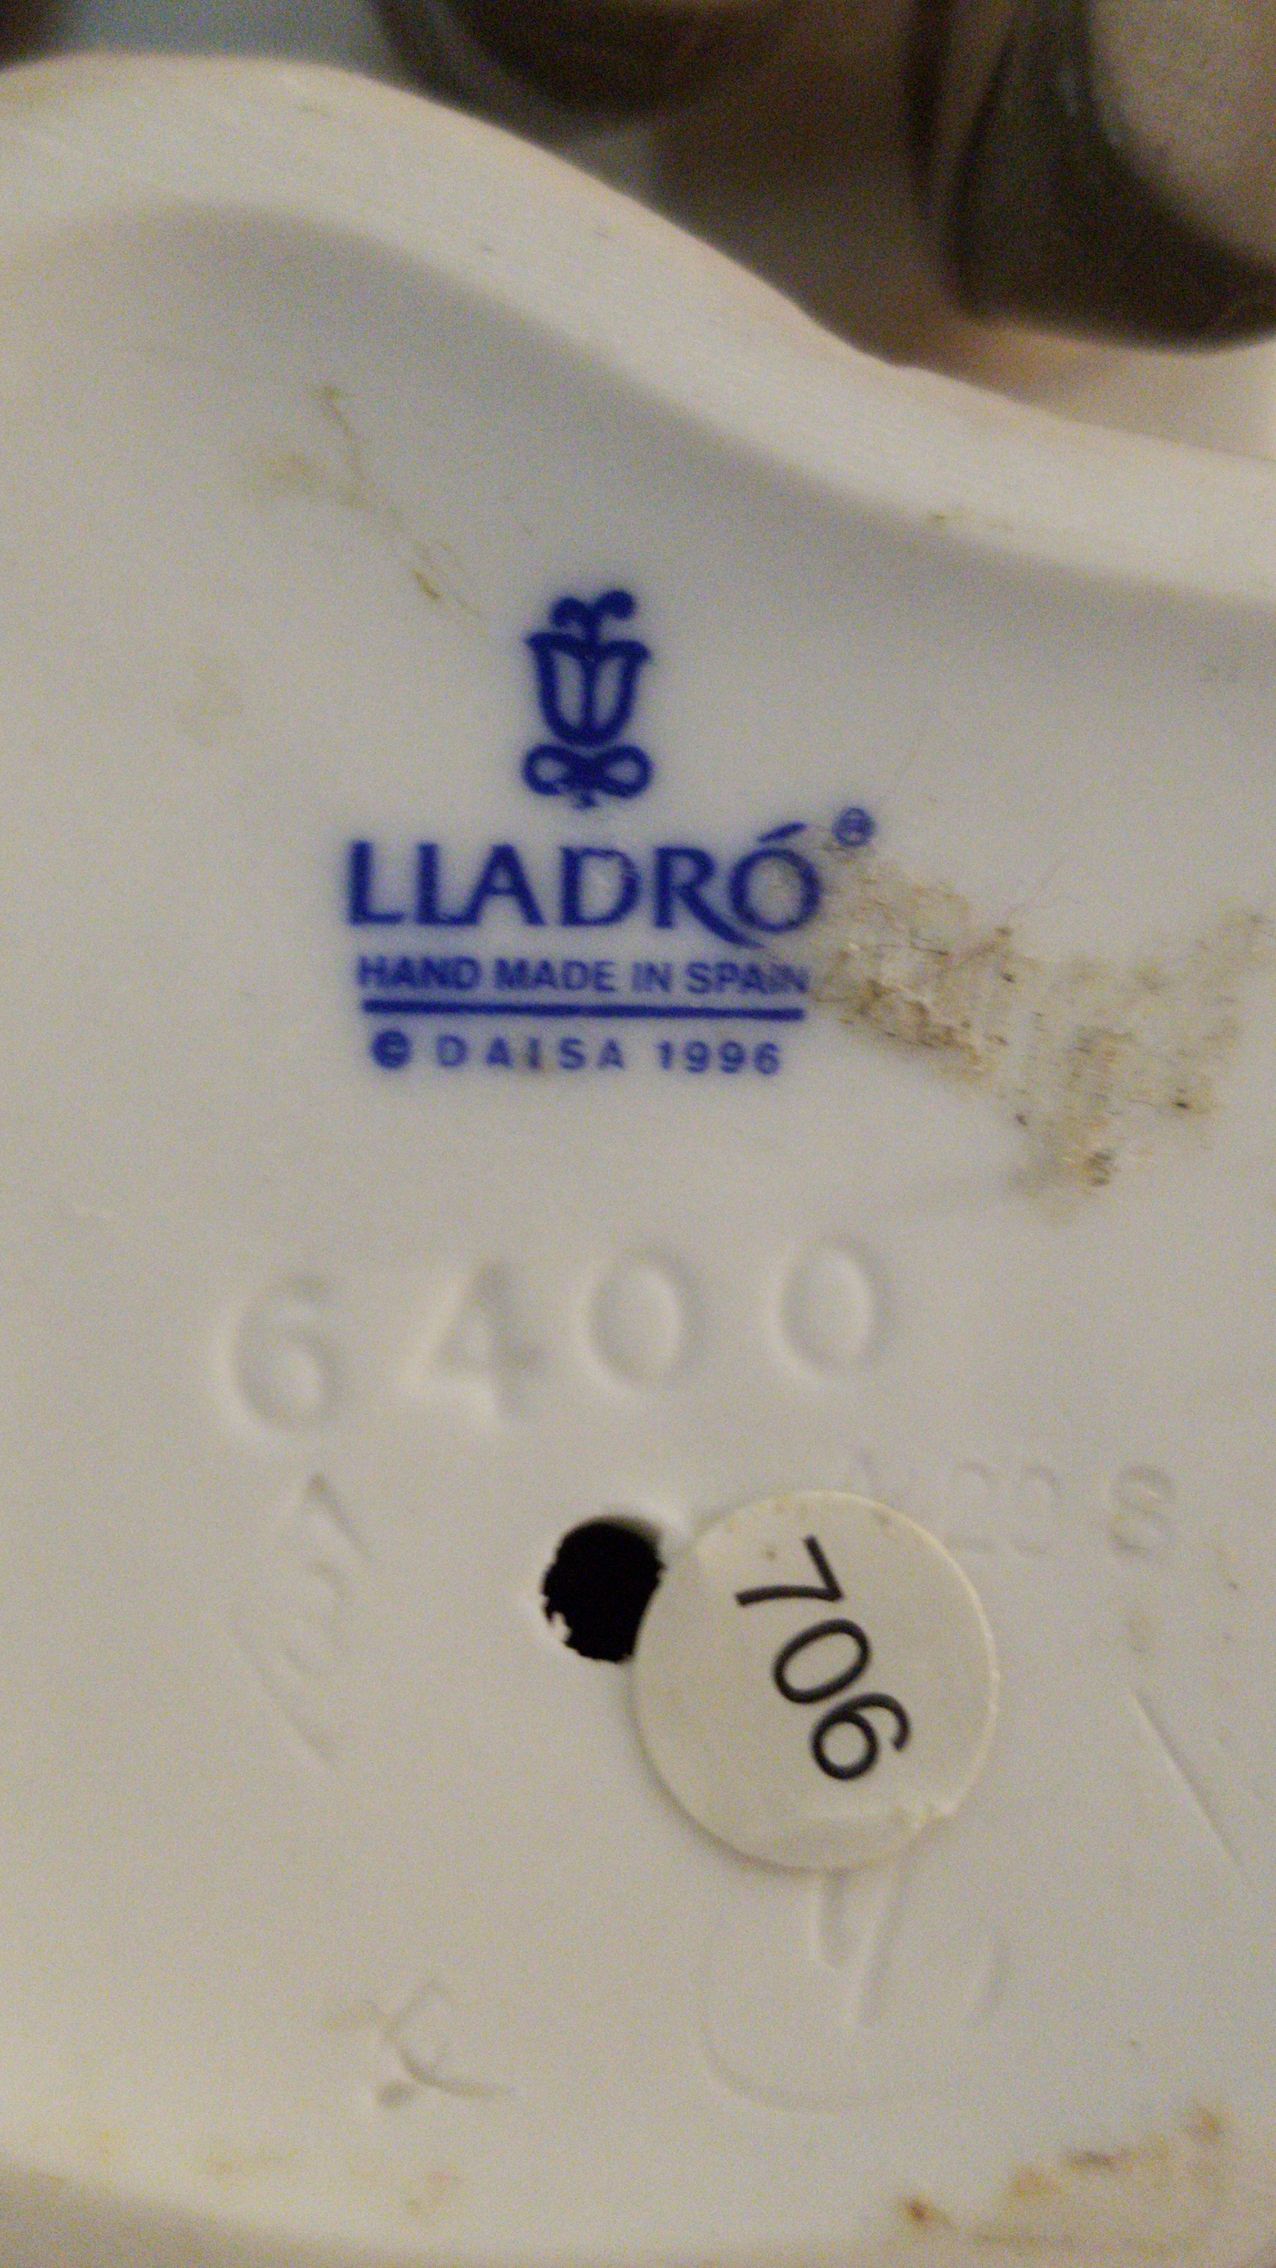 LLADRÓ®
HAND MADE IN SPAIN
© DAISA 1996
6400
706